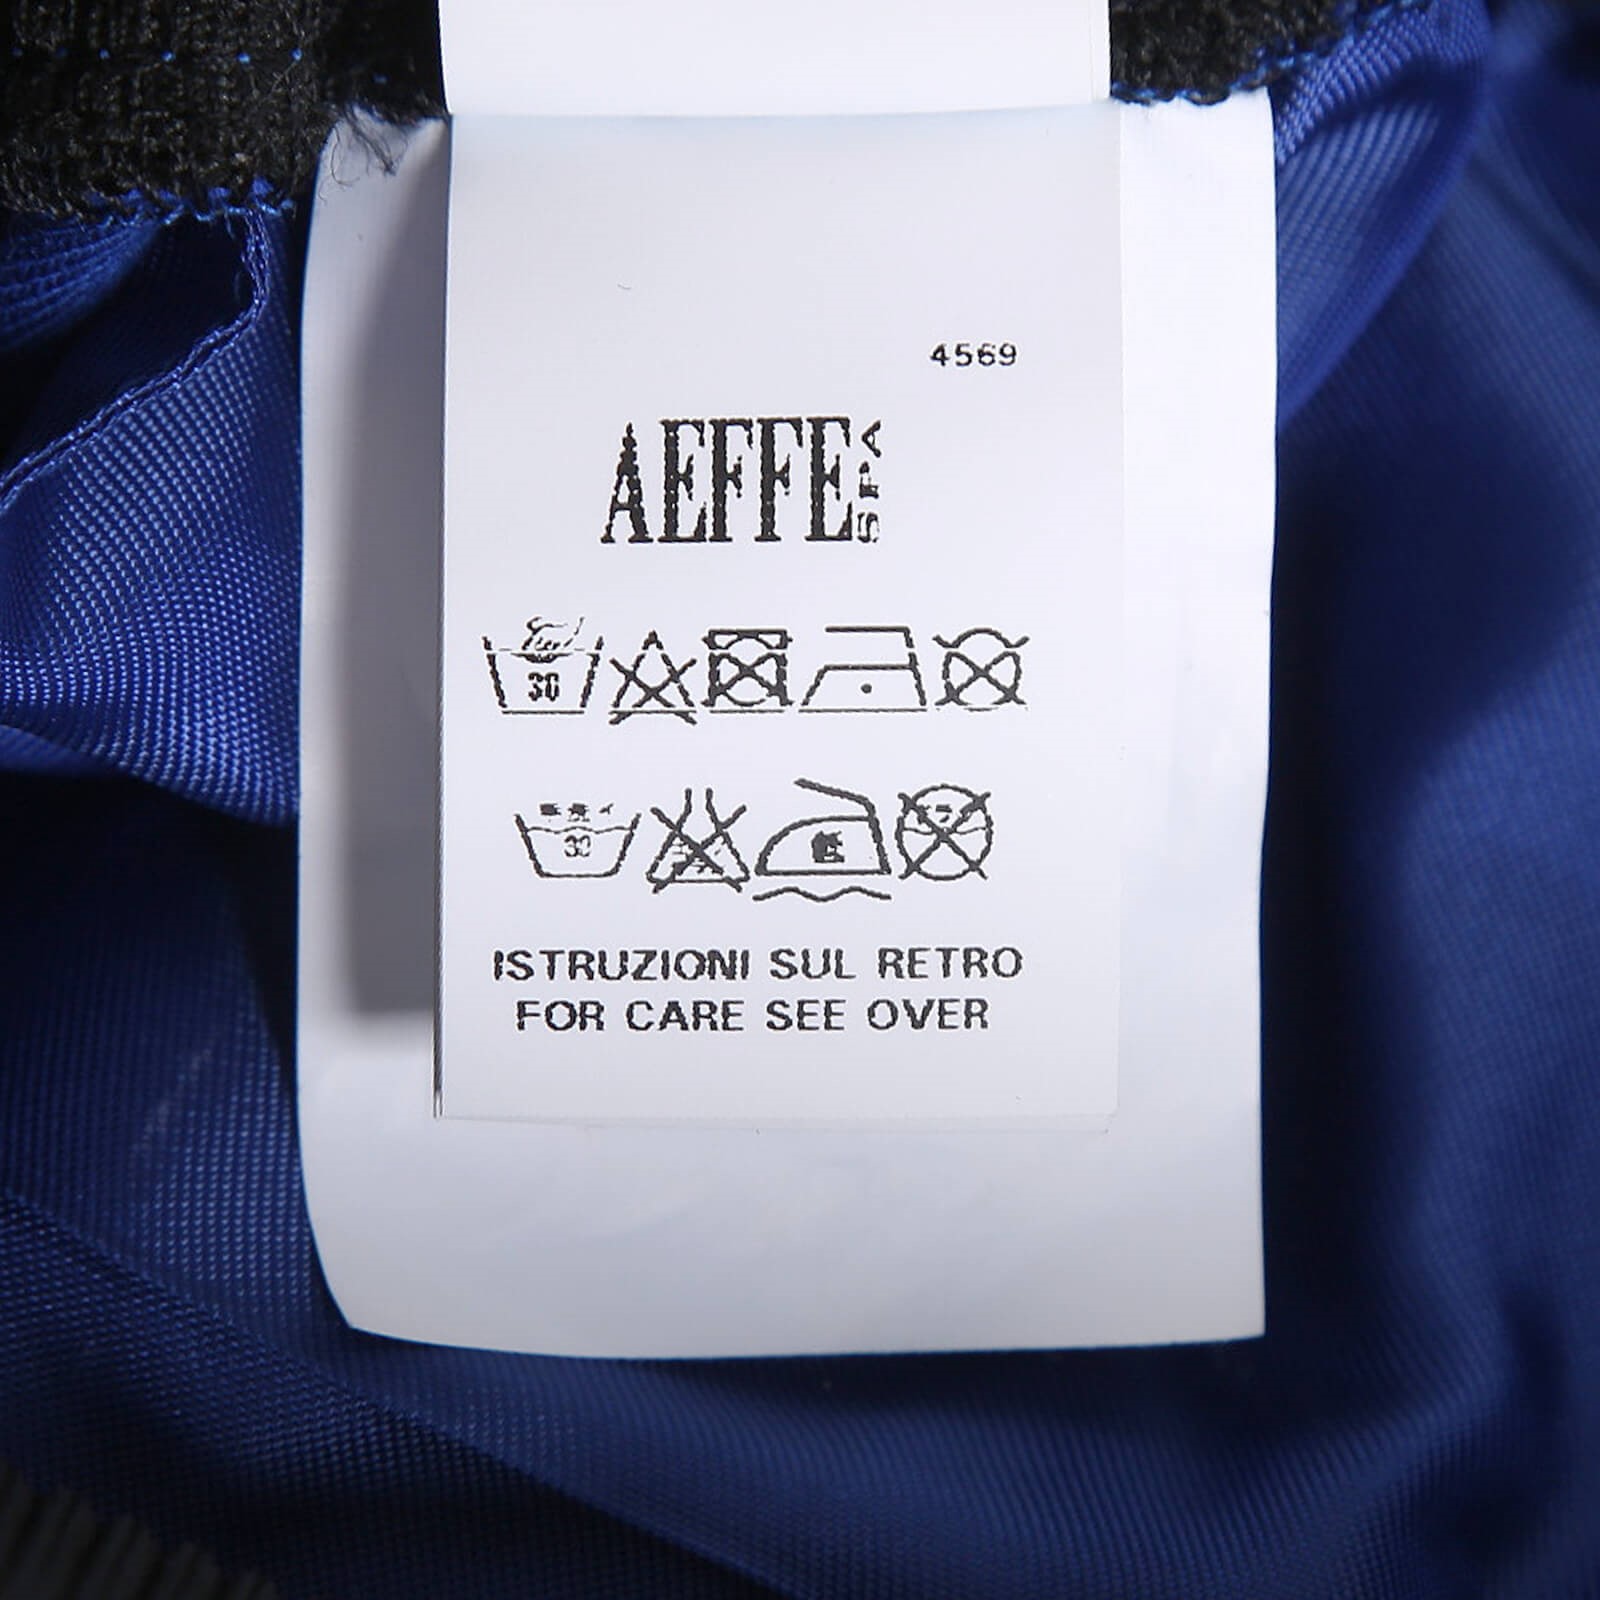 4569
AEFFE SPA
30
30
ISTRUZIONI SUL RETRO
FOR CARE SEE OVER